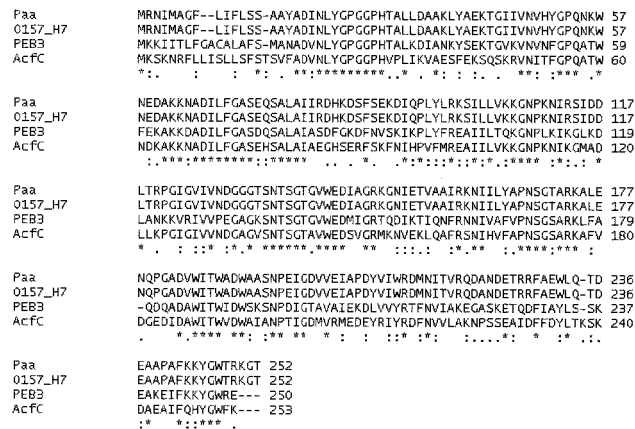 Paa MRNIMAGF--LIFLSS-AAYADINLYGPGGPHTALLDAAKLYAEKTGIIVNVHYGPQNKW 57
O157_H7 MRNIMAGF--LIFLSS-AAYADINLYGPGGPHTALLDAAKLYAEKTGIIVNVHYGPQNKW 57
PEB3 MKKIITLFGACALAFS-MANADVNLYGPGGPHTALKDIANKYSEKTGVKVNVNFGPQATW 59
AcfC MKSKNRFLLISLLSFSTSVFADVNLYGPGGPHVPLIKVAESFEKSQSKRVNITFGPQATW 60
*:. : : * **:**********..* . *:.: : :. **: :*** *
Paa NEDAKKNADILFGASEQSALAIIRDHKDSFSEKDIQPLYLRKSILLVKKGNPKNIRSIDD 117
O157_H7 NEDAKKNADILFGASEQSALAIIRDHKDSFSEKDIQPLYLRKSILLVKKGNPKNIRSIDD 117
PEB3 FEKAKKDADILFGASDQSALAIASDFGKDFNVSKIKPLYFREAIILTQKGNPLKIKGLKD 119
AcfC NDKAKKDADILFGASEHSALAIAEGHSERFSKFNIHPVFMREAIILVKKGNPKNIKGMAD 120
:.***:********::***** .. . *. .*:*:::*::*:*.:**** :*:.: *
Paa LTRPGIGVIVNDGGGTSNTSGTGVWEDIAGRKGNIETVAAIRKNIILYAPNSGTARKALE 177
O157_H7 LTRPGIGVIVNDGGGTSNTSGTGVWEDIAGRKGNIETVAAIRKNIILYAPNSGTARKALE 177
PEB3 LANKKVRIVVPEGAGKSNTSGTGVWEDMIGRTQDIKTIQNFRNNIVAFVPNSGSARKLFA 179
AcfC LLKPGIGIVVNDGAGVSNTSGTAVWEDSVGRMKNVEKLQAFRSNIHVFAPNSGSARKAFV 180
* . : ::* :*.* ******.**** ** :::.: :*.** :.****:*** :
Paa NQPGADVWITWADWAASNPEIGDVVEIAPDYVIWRDMNITVRQDANDETRRFAEWLQ-TD 236
O157_H7 NQPGADVWITWADWAASNPEIGDVVEIAPDYVIWRDMNITVRQDANDETRRFAEWLQ-TD 236
PEB3 -QDQADAWITWIDWSKSNPDIGTAVAIEKDLVVYRTFNVIAKEGASKETQDFIAYLS-SK 237
AcfC DGEDIDAWITWVDWAIANPTIGDMVRMEDEYRIYRDFNVVLAKNPSSEAIDFFDYLTKSK 240
. *.**** **: :** ** * : : ::* :*: :....*: * :* :.
Paa EAAPAFKKYGWTRKGT 252
O157_H7 EAAPAFKKYGWTRKGT 252
PEB3 EAKEIFKKYGWRE--- 250
AcfC DAEAIFQHYGWFK--- 253
:* *::*** .